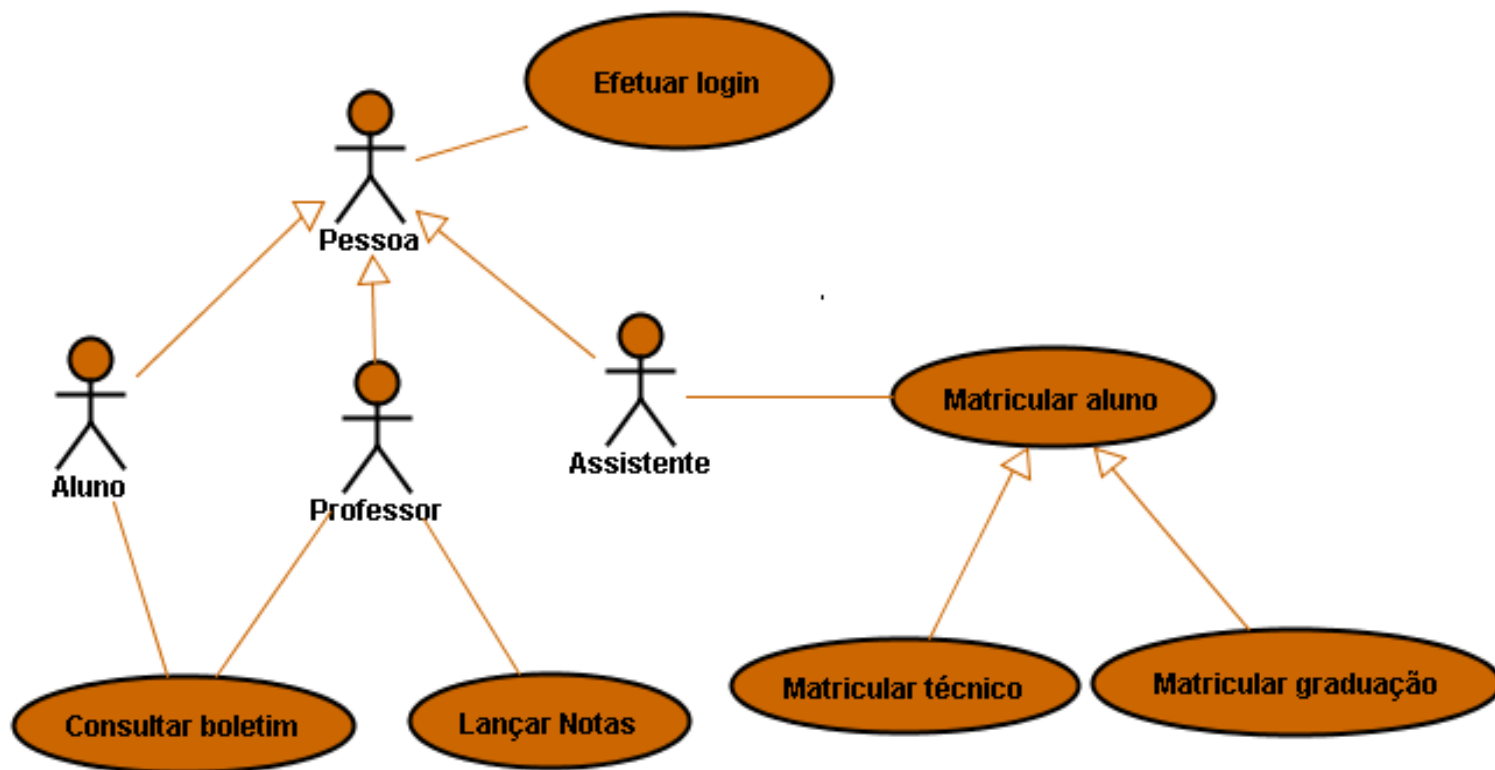 Efetuar login
Pessoa
Matricular aluno
Assistente
Aluno
Professor
Matricular técnico
Matricular graduação
Consultar boletim
Lançar Notas